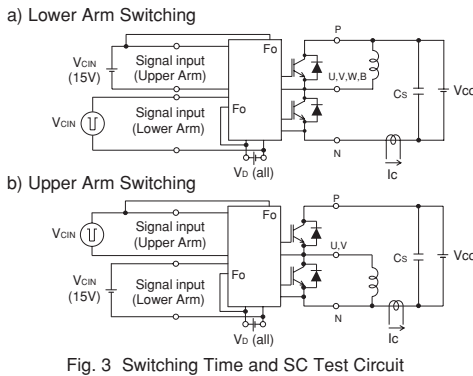 a) Lower Arm Switching
P
Fo
VCIN
(15V)
Signal input
(Upper Arm)
U,V,W,B
CS
VCC
VCIN
Signal input
(Lower Arm)
Fo
N
VD (all)
Ic
b) Upper Arm Switching
P
Fo
VCIN
Signal input
(Upper Arm)
U,V
CS
VCC
VCIN
(15V)
Signal input
(Lower Arm)
Fo
N
VD (all)
Ic
Fig. 3 Switching Time and SC Test Circuit